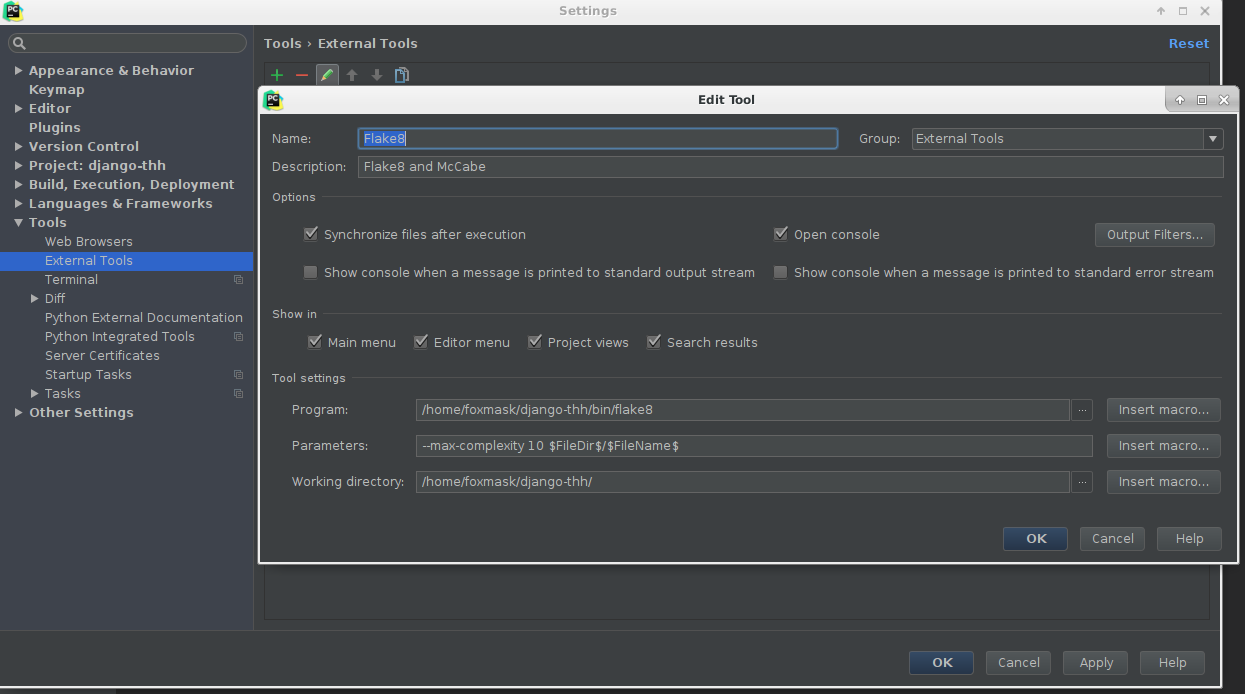 PC
Settings
Tools › External Tools
Reset
Appearance & Behavior
Keymap
Editor
Plugins
Version Control
Project: django-thh
Build, Execution, Deployment
Languages & Frameworks
Tools
Web Browsers
External Tools
Terminal
Diff
Python External Documentation
Python Integrated Tools
Server Certificates
Startup Tasks
Tasks
Other Settings
PC
Edit Tool
Name: Flake8 Group: External Tools
Description: Flake8 and McCabe
Options
Synchronize files after execution Open console Output Filters...
Show console when a message is printed to standard output stream Show console when a message is printed to standard error stream
Show in
Main menu Editor menu Project views Search results
Tool settings
Program: /home/foxmask/django-thh/bin/flake8 ... Insert macro...
Parameters: --max-complexity 10 $FileDir$/$FileName$ Insert macro...
Working directory: /home/foxmask/django-thh/ ... Insert macro...
OK Cancel Help
OK Cancel Apply Help